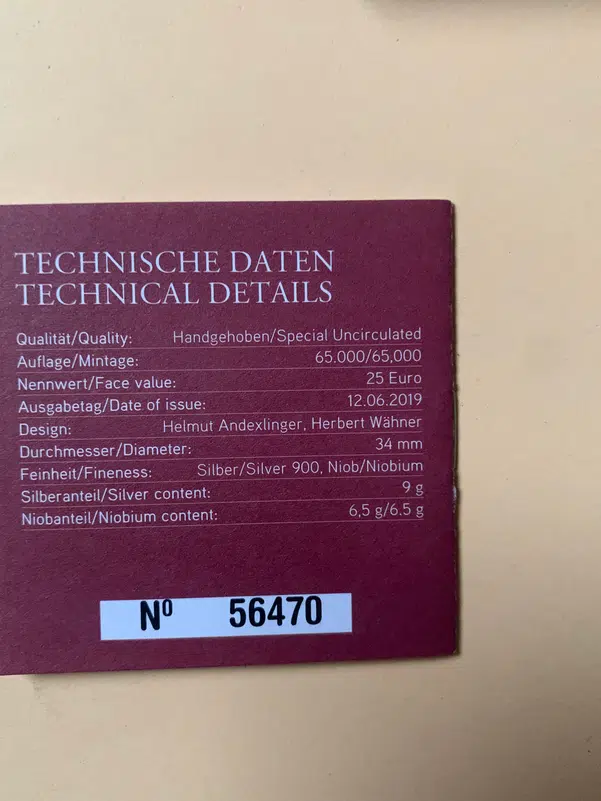 TECHNISCHE DATEN
TECHNICAL DETAILS
Qualität/Quality: Handgehoben/Special Uncirculated
Auflage/Mintage: 65.000/65,000
Nennwert/Face value: 25 Euro
Ausgabetag/Date of issue: 12.06.2019
Design: Helmut Andexlinger, Herbert Wähner
Durchmesser/Diameter: 34 mm
Feinheit/Fineness: Silber/Silver 900, Niob/Niobium
Silberanteil/Silver content: 9 g
Niobanteil/Niobium content: 6,5 g/6.5 g
Nº 56470